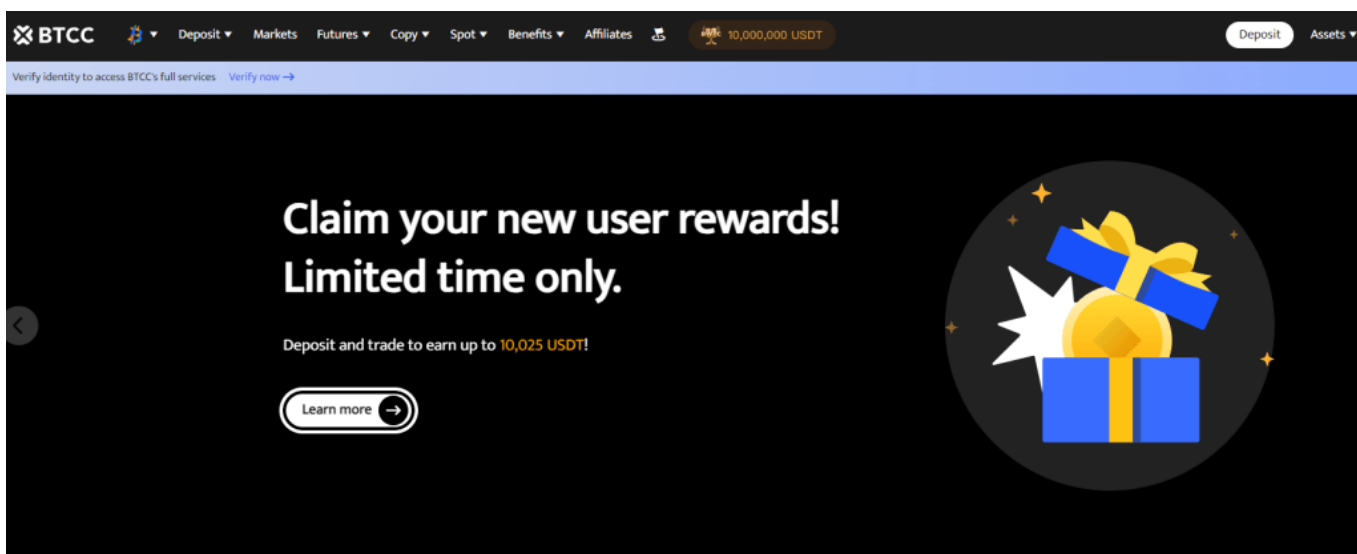 BTCC Deposit Markets Futures Copy Spot Benefits Affiliates 10,000,000 USDT Deposit Assets
Verify identity to access BTCC's full services Verify now →
Claim your new user rewards!
Limited time only.
Deposit and trade to earn up to 10,025 USDT!
Learn more